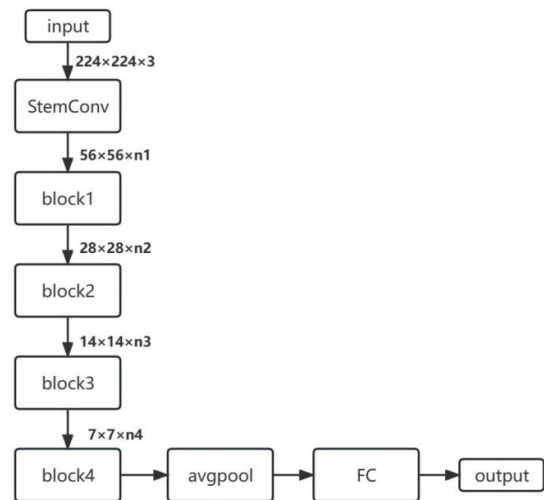 input
224×224×3
StemConv
56×56×n1
block1
28×28×n2
block2
14×14×n3
block3
7×7×n4
block4
avgpool
FC
output